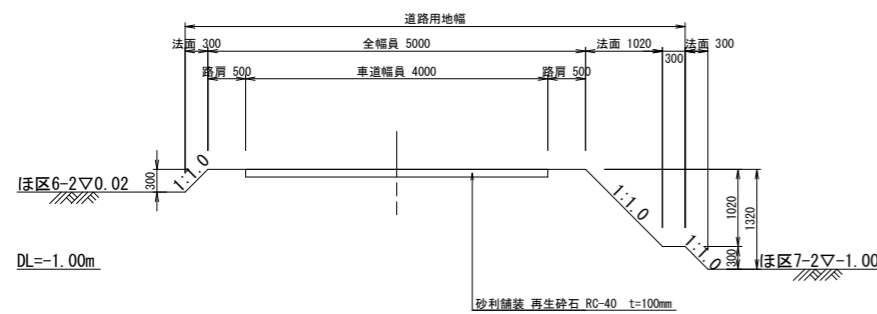 道路用地幅
法面 300
全幅員 5000
法面 1020
300
法面 300
路肩 500
車道幅員 4000
路肩 500
ほ区6-2▽0.02
300
1:1.0
1:1.0
1020
1320
1:1.0
300
DL=-1.00m
ほ区7-2▽-1.00
砂利舗装 再生砕石 RC-40 t=100mm